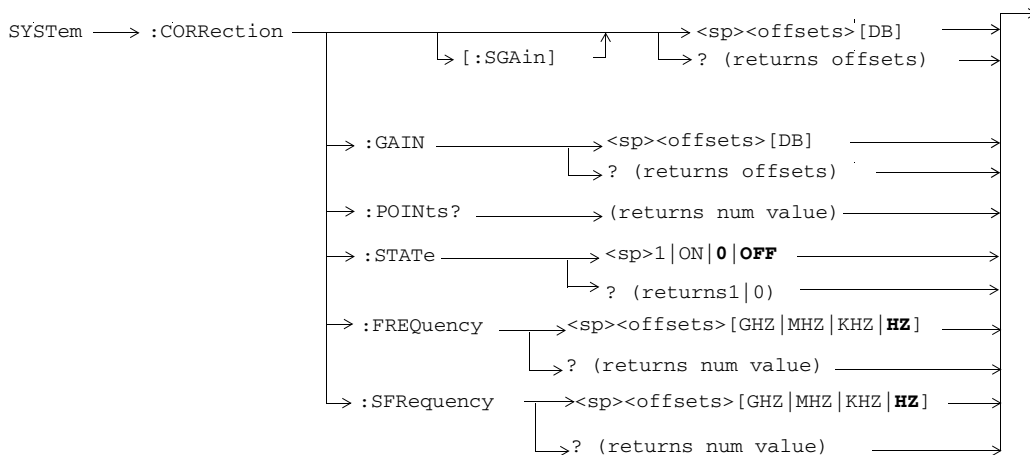 SYSTem :CORRection <sp><offsets>[DB]
[:SGAin] ? (returns offsets)
:GAIN <sp><offsets>[DB]
? (returns offsets)
:POINts? (returns num value)
:STATe <sp>1|ON|0|OFF
? (returns1|0)
:FREQuency <sp><offsets>[GHZ|MHZ|KHZ|HZ]
? (returns num value)
:SFRequency <sp><offsets>[GHZ|MHZ|KHZ|HZ]
? (returns num value)